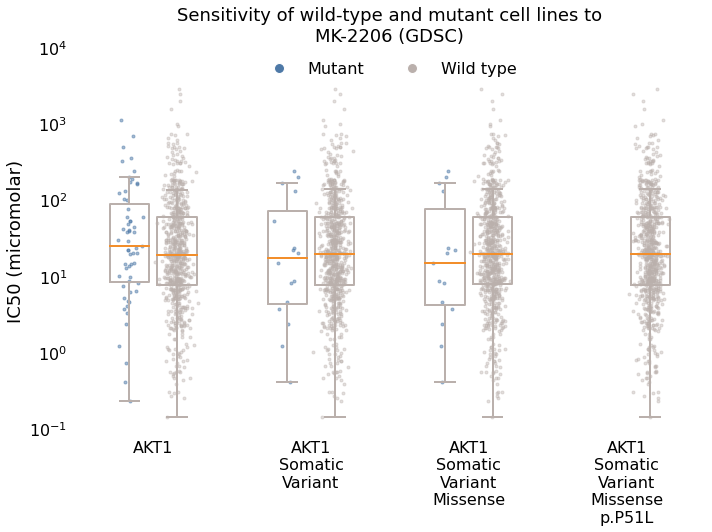 Sensitivity of wild-type and mutant cell lines to
MK-2206 (GDSC)
Mutant
Wild type
IC50 (micromolar)
10⁴
10³
10²
10¹
10⁰
10⁻¹
AKT1
AKT1
Somatic
Variant
AKT1
Somatic
Variant
Missense
AKT1
Somatic
Variant
Missense
p.P51L